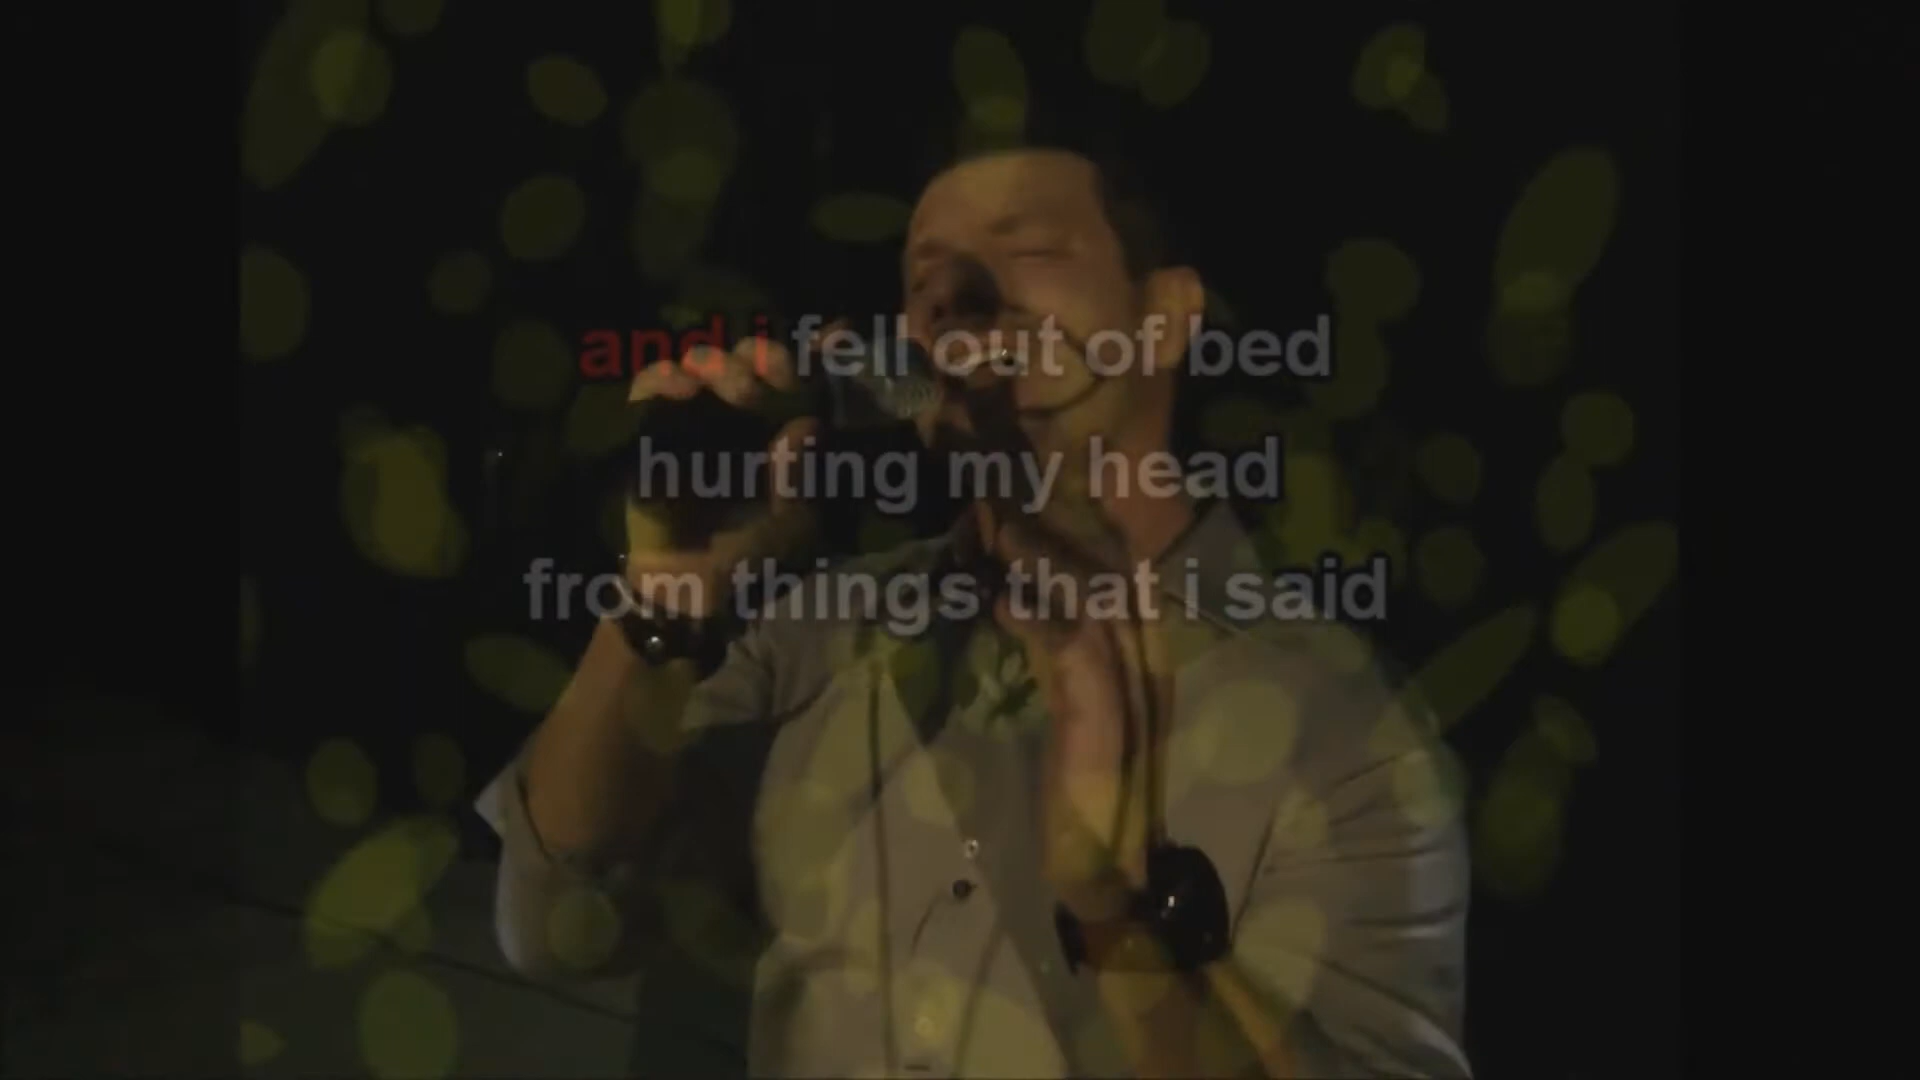 and i fell out of bed
hurting my head
from things that i said